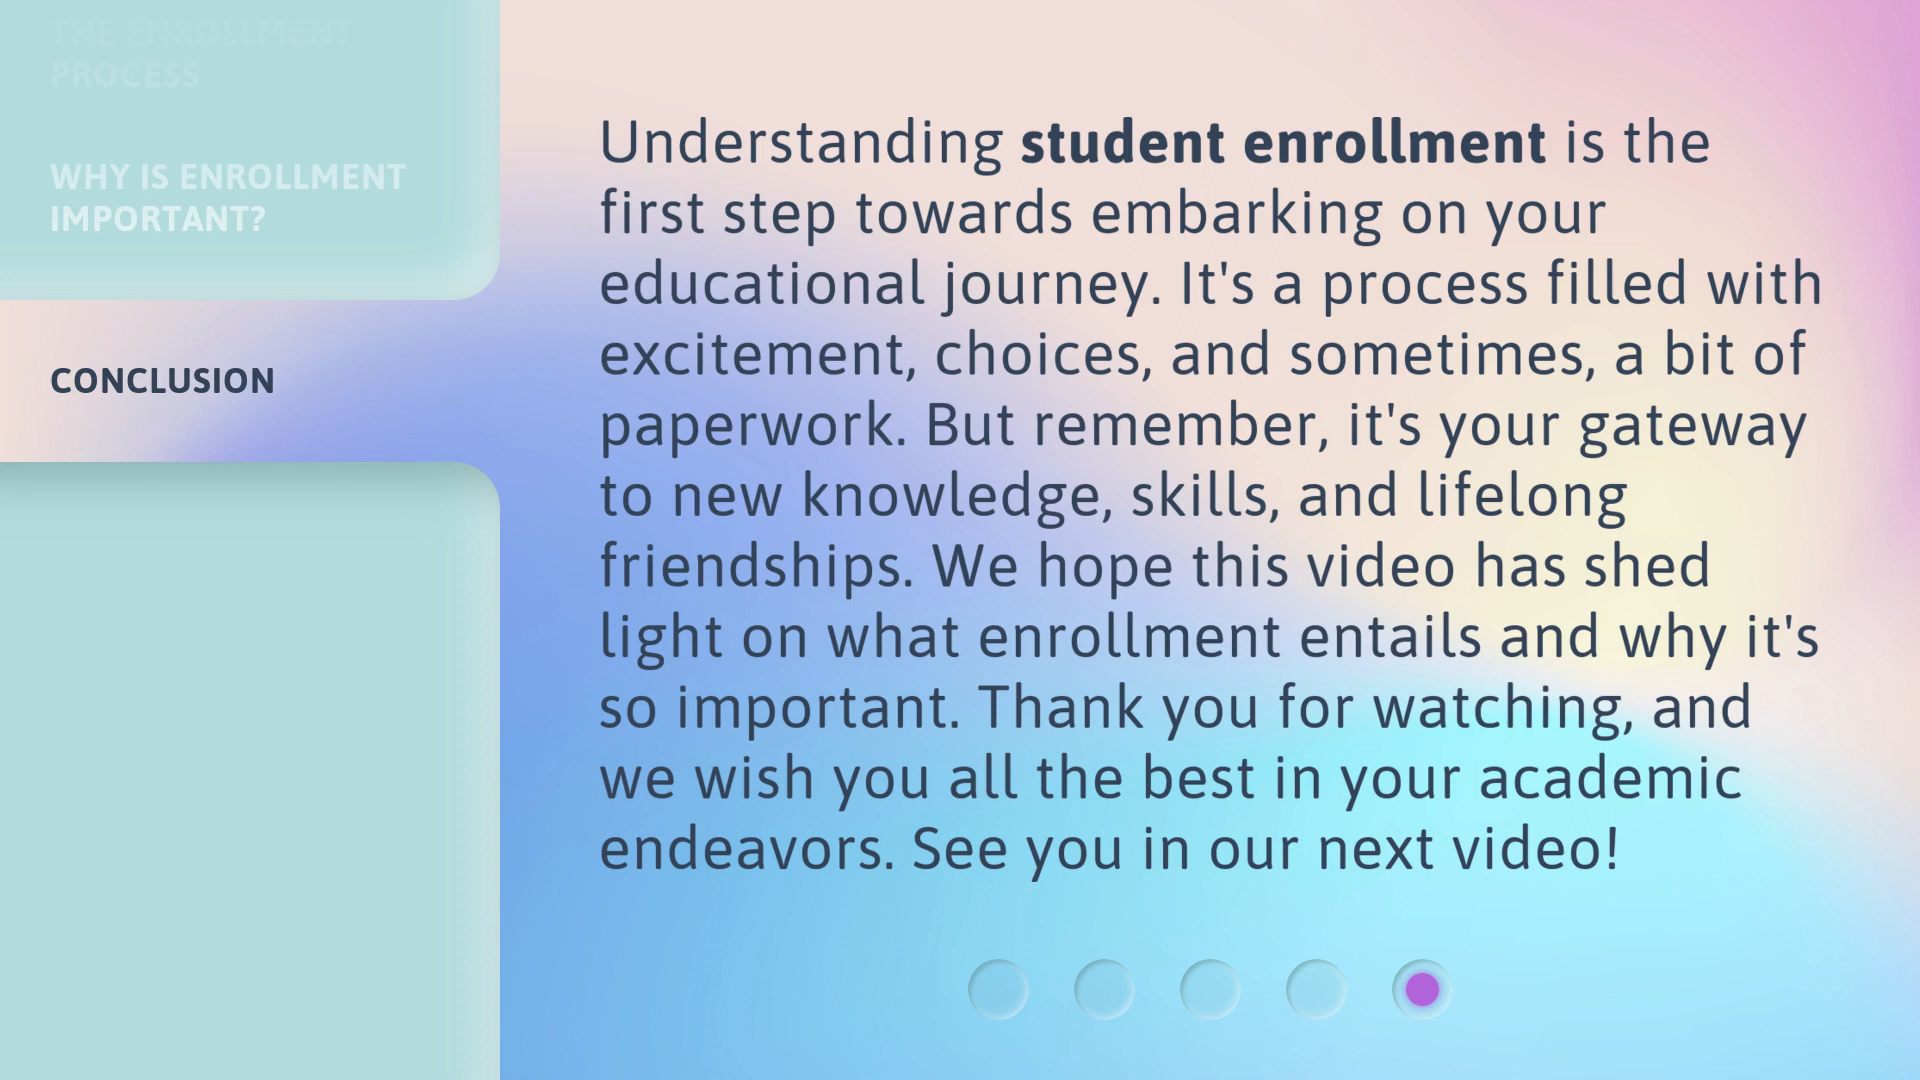 THE ENROLLMENT
PROCESS
WHY IS ENROLLMENT
IMPORTANT?
CONCLUSION
Understanding student enrollment is the
first step towards embarking on your
educational journey. It's a process filled with
excitement, choices, and sometimes, a bit of
paperwork. But remember, it's your gateway
to new knowledge, skills, and lifelong
friendships. We hope this video has shed
light on what enrollment entails and why it's
so important. Thank you for watching, and
we wish you all the best in your academic
endeavors. See you in our next video!